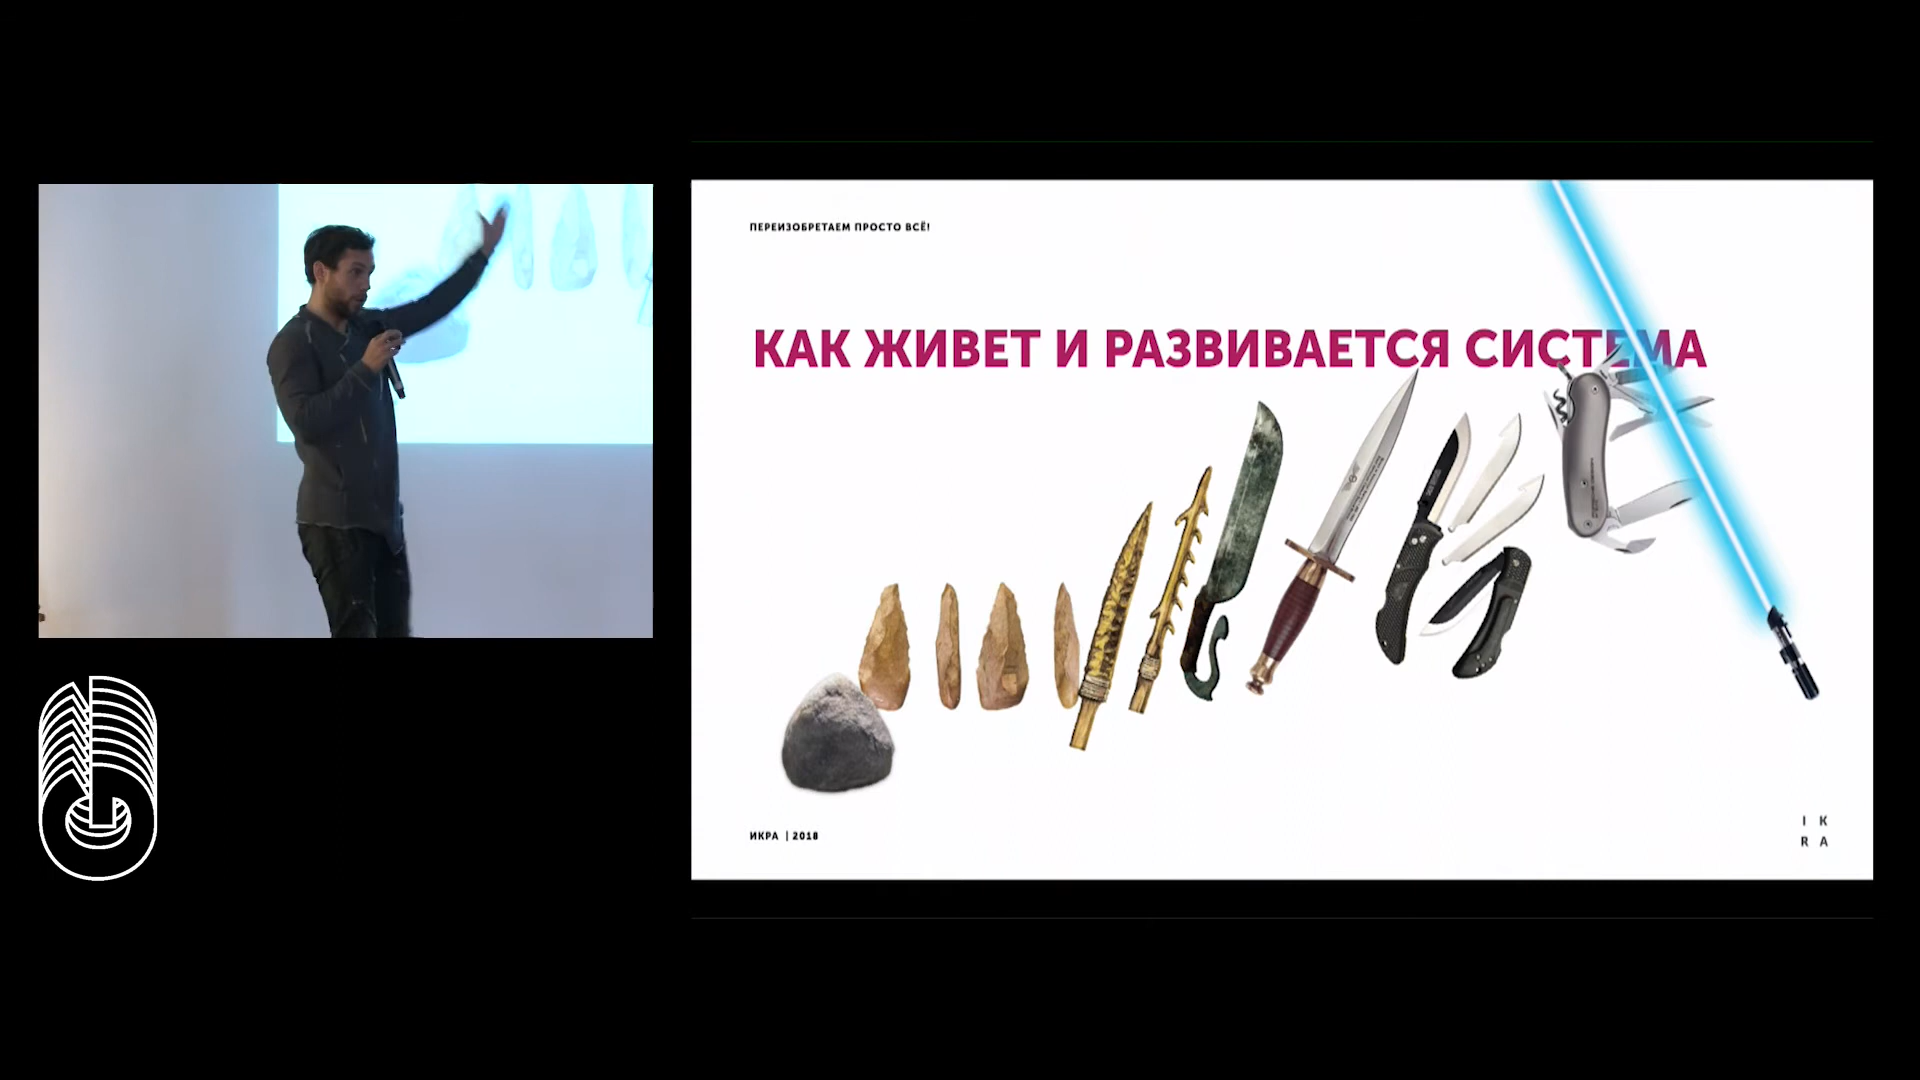 ПЕРЕИЗОБРЕТАЕМ ПРОСТО ВСЁ!
КАК ЖИВЕТ И РАЗВИВАЕТСЯ СИСТЕМА
ИКРА | 2018
I K
R A